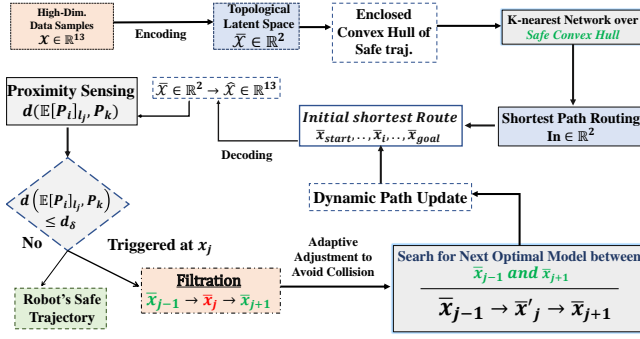 High-Dim.
Data Samples
X ∈ ℝ¹³
Encoding
Topological
Latent Space
X̄ ∈ ℝ²
Enclosed
Convex Hull of
Safe traj.
K-nearest Network over
Safe Convex Hull
Proximity Sensing
d(𝔼[Pᵢ]ₗⱼ, Pₖ)
X̄ ∈ ℝ² → X̂ ∈ ℝ¹³
Decoding
Initial shortest Route
x̄start, . . , x̄ᵢ, . . , x̄goal
Shortest Path Routing
In ∈ ℝ²
d(𝔼[Pᵢ]ₗⱼ, Pₖ)
≤ dδ
Dynamic Path Update
No
Triggered at xⱼ
Robot's Safe
Trajectory
Filtration
x̄ⱼ₋₁ → x̄ⱼ → x̄ⱼ₊₁
Adaptive
Adjustment to
Avoid Collision
Searh for Next Optimal Model between
x̄ⱼ₋₁ and x̄ⱼ₊₁
x̄ⱼ₋₁ → x̄′ⱼ → x̄ⱼ₊₁